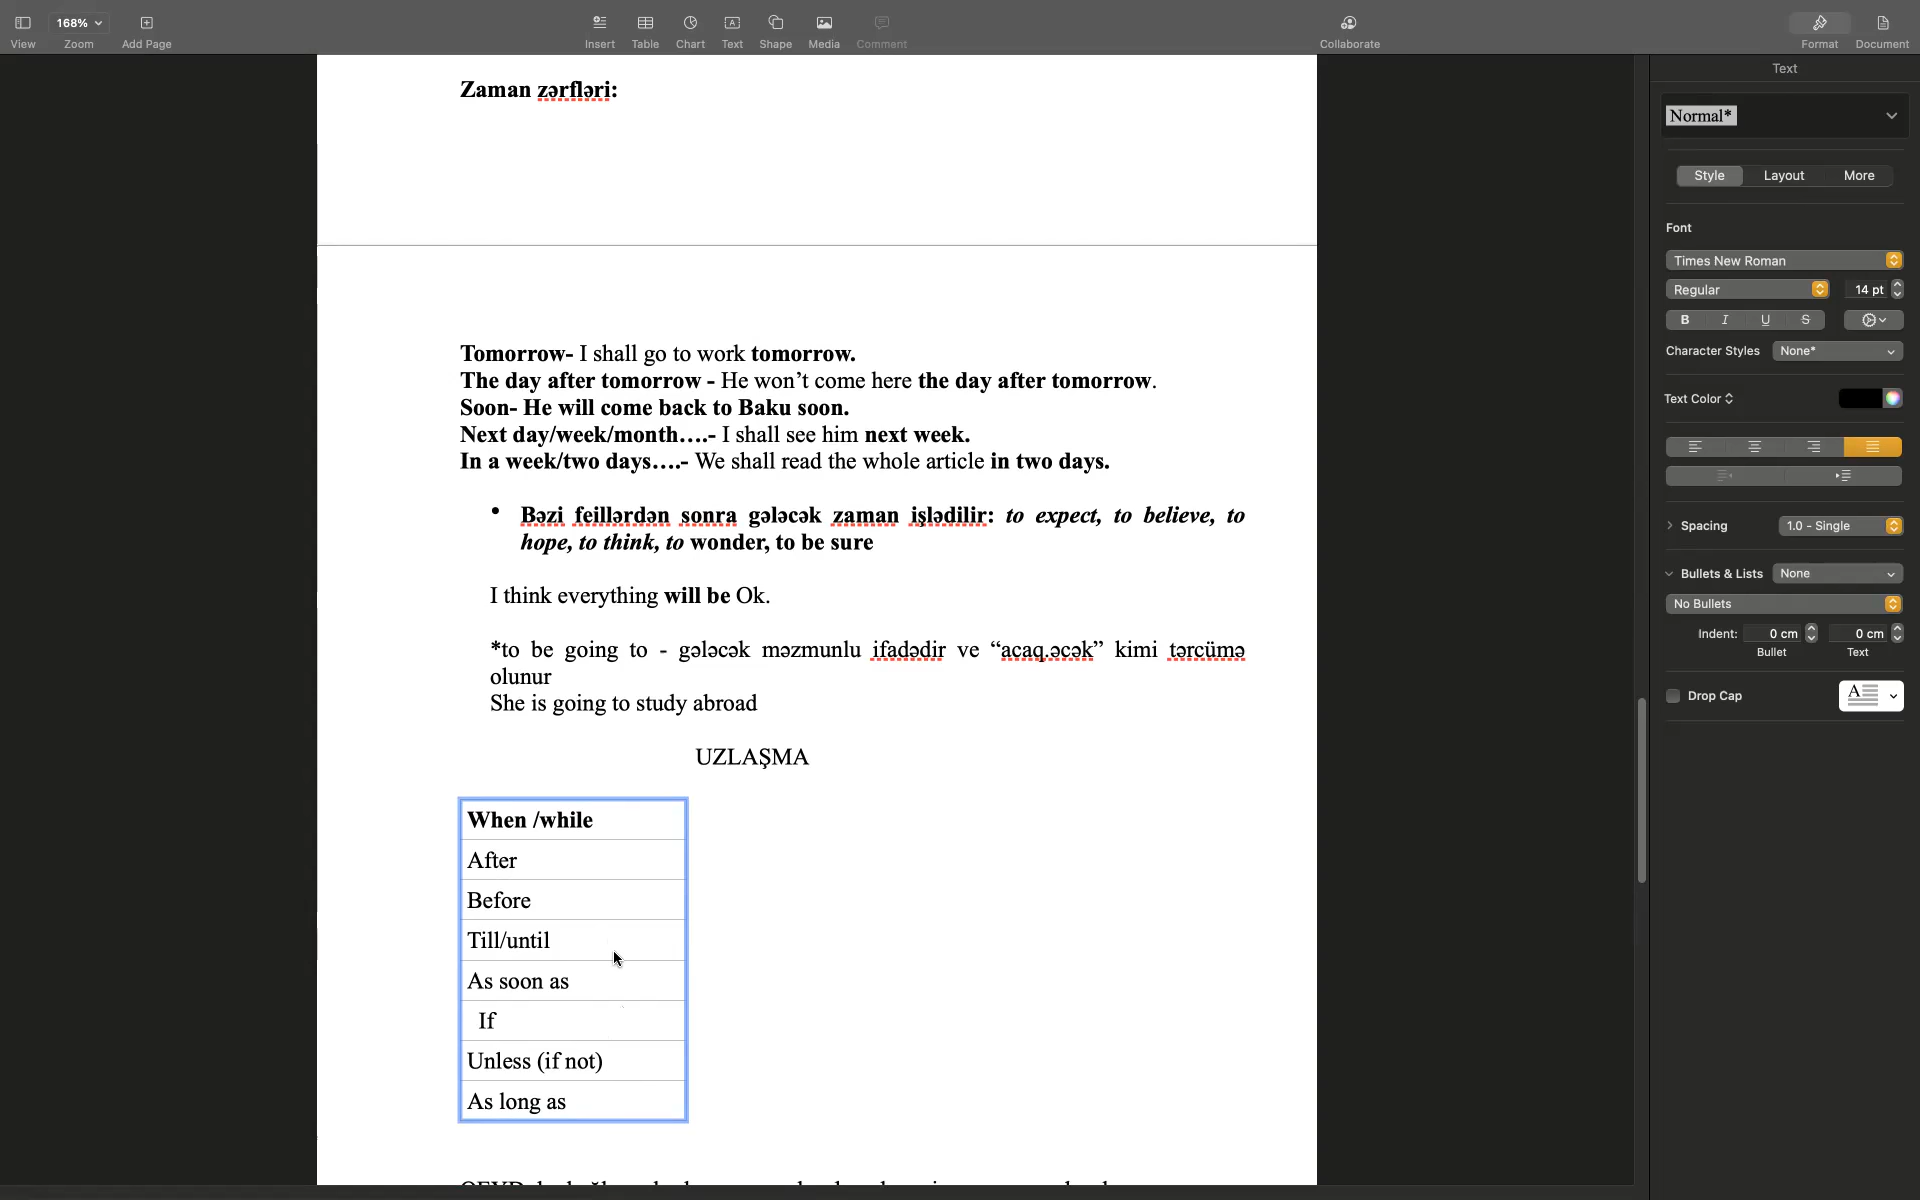 168%
View
Zoom
Add Page
Insert
Table
Chart
Text
Shape
Media
Comment
Collaborate
Format
Document
Zaman zərfləri:
Tomorrow- I shall go to work tomorrow.
The day after tomorrow - He won’t come here the day after tomorrow.
Soon- He will come back to Baku soon.
Next day/week/month….- I shall see him next week.
In a week/two days….- We shall read the whole article in two days.
• Bəzi feillərdən sonra gələcək zaman işlədilir: to expect, to believe, to
hope, to think, to wonder, to be sure
I think everything will be Ok.
*to be going to - gələcək məzmunlu ifadədir ve “acaq.əcək” kimi tərcümə
olunur
She is going to study abroad
UZLAŞMA
When /while
After
Before
Till/until
As soon as
If
Unless (if not)
As long as
Text
Normal*
Style
Layout
More
Font
Times New Roman
Regular
14 pt
B I U S
Character Styles
None*
Text Color
Spacing
1.0 - Single
Bullets & Lists
None
No Bullets
Indent:
0 cm
0 cm
Bullet
Text
Drop Cap
A